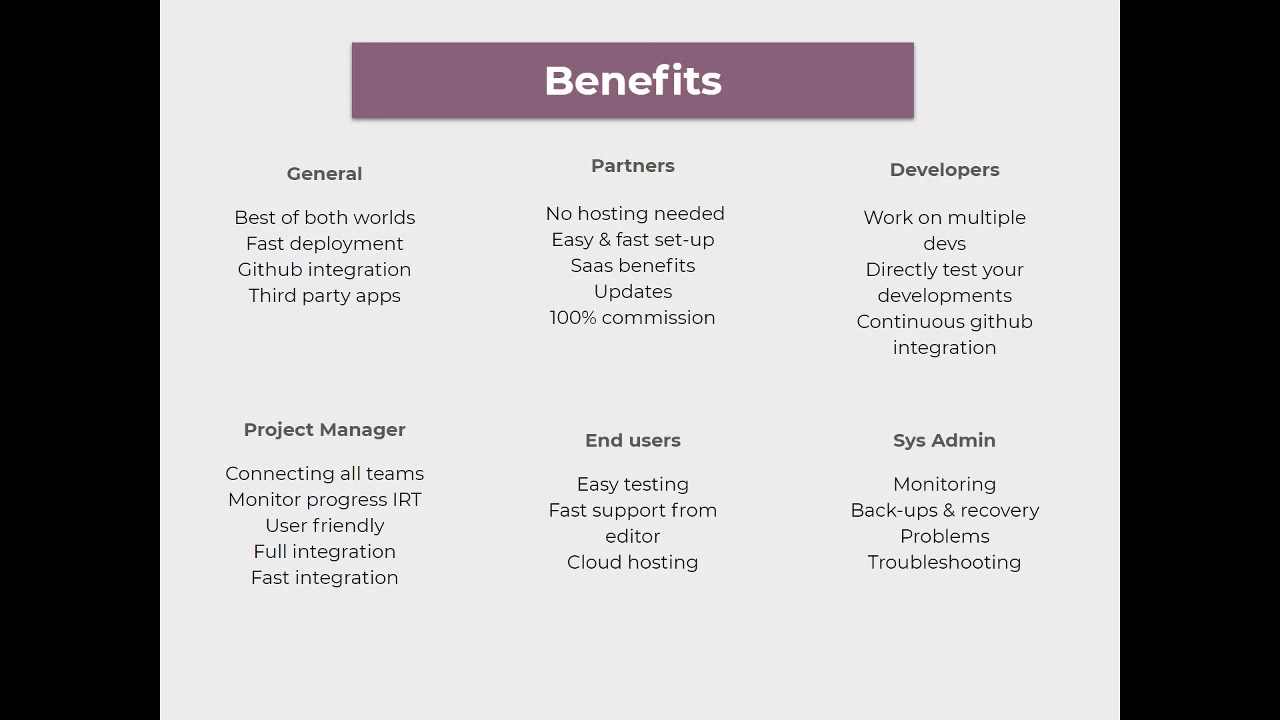 Benefits
General
Best of both worlds
Fast deployment
Github integration
Third party apps
Partners
No hosting needed
Easy & fast set-up
Saas benefits
Updates
100% commission
Developers
Work on multiple
devs
Directly test your
developments
Continuous github
integration
Project Manager
Connecting all teams
Monitor progress IRT
User friendly
Full integration
Fast integration
End users
Easy testing
Fast support from
editor
Cloud hosting
Sys Admin
Monitoring
Back-ups & recovery
Problems
Troubleshooting